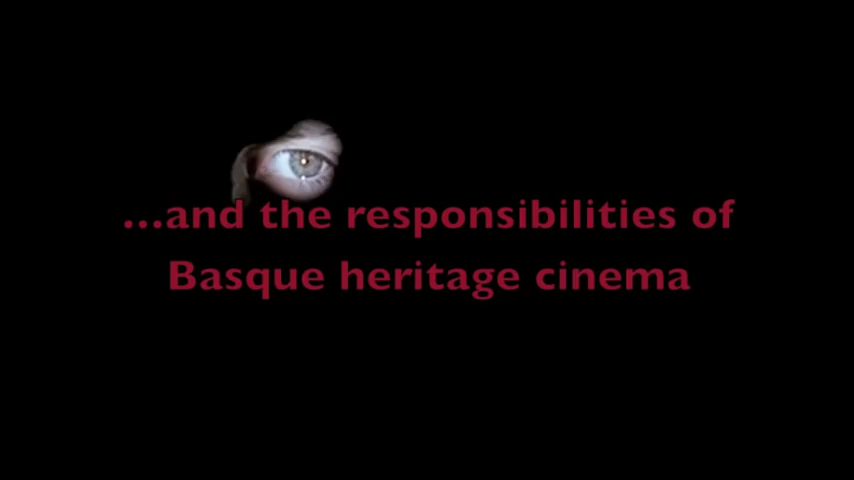 ...and the responsibilities of
Basque heritage cinema